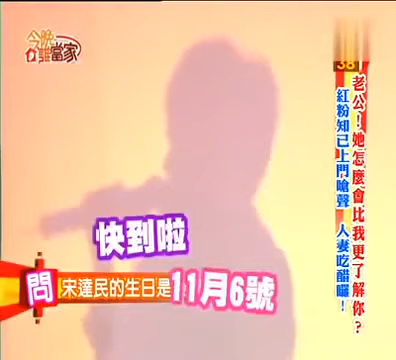 今晚誰當家
38
老公！她怎麼會比我更了解你？
紅粉知已上門嗆聲 人妻吃醋囉！
快到啦
問
宋達民的生日是11月6號